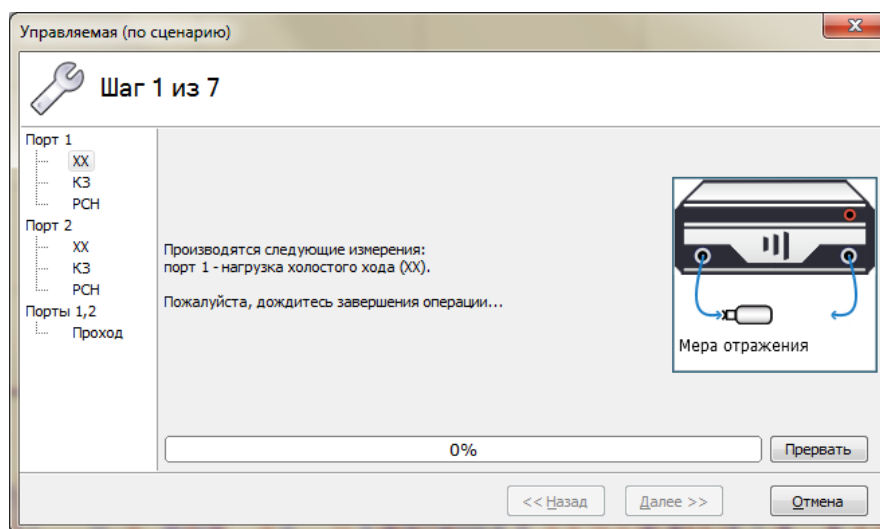 Управляемая (по сценарию)
Шаг 1 из 7
Порт 1
ХХ
КЗ
РСН
Порт 2
ХХ
КЗ
РСН
Порты 1,2
Проход
Производятся следующие измерения:
порт 1 - нагрузка холостого хода (ХХ).
Пожалуйста, дождитесь завершения операции...
Мера отражения
0%
Прервать
<< Назад
Далее >>
Отмена